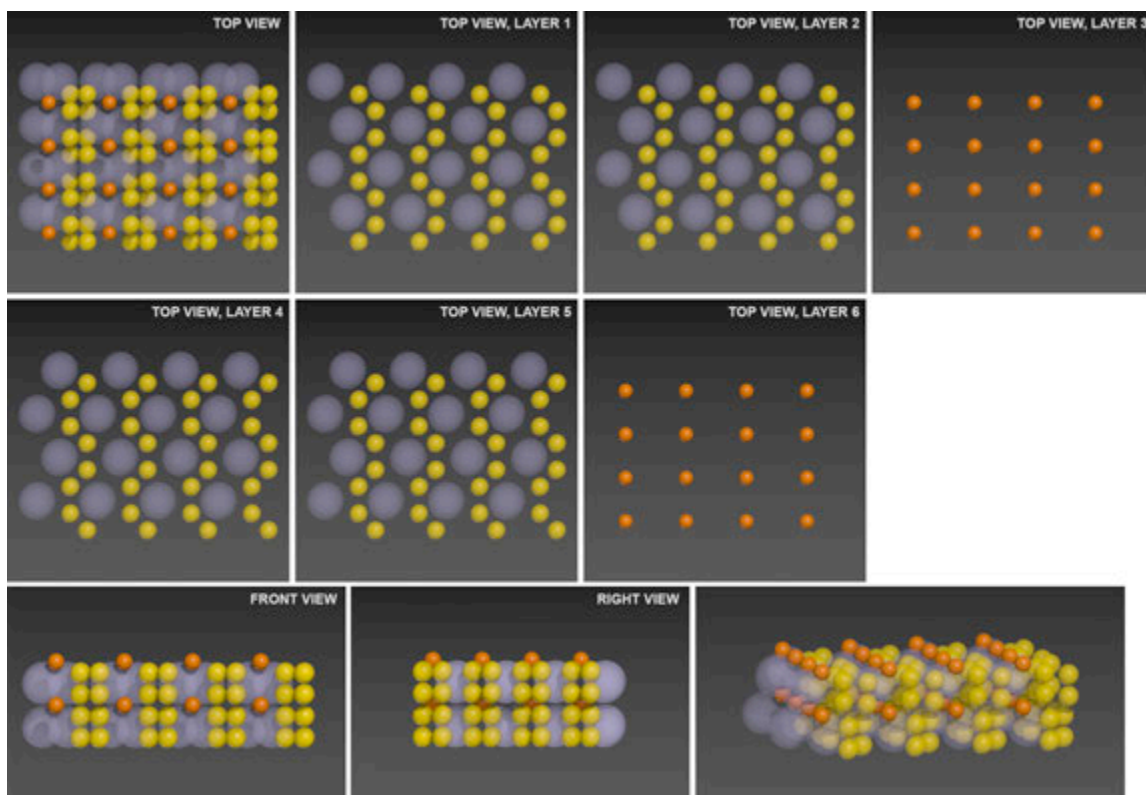 TOP VIEW
TOP VIEW, LAYER 1
TOP VIEW, LAYER 2
TOP VIEW, LAYER 3
TOP VIEW, LAYER 4
TOP VIEW, LAYER 5
TOP VIEW, LAYER 6
FRONT VIEW
RIGHT VIEW